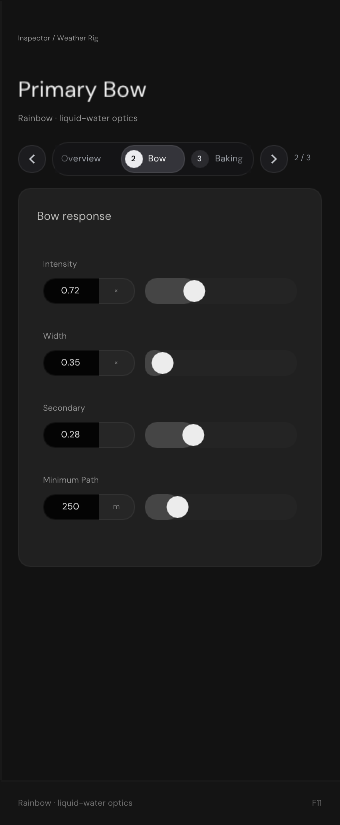 Inspector / Weather Rig
Primary Bow
Rainbow · liquid-water optics
Overview 2 Bow 3 Baking 2 / 3
Bow response
Intensity
0.72 ×
Width
0.35
Secondary
0.28
Minimum Path
250 m
Rainbow · liquid-water optics F11